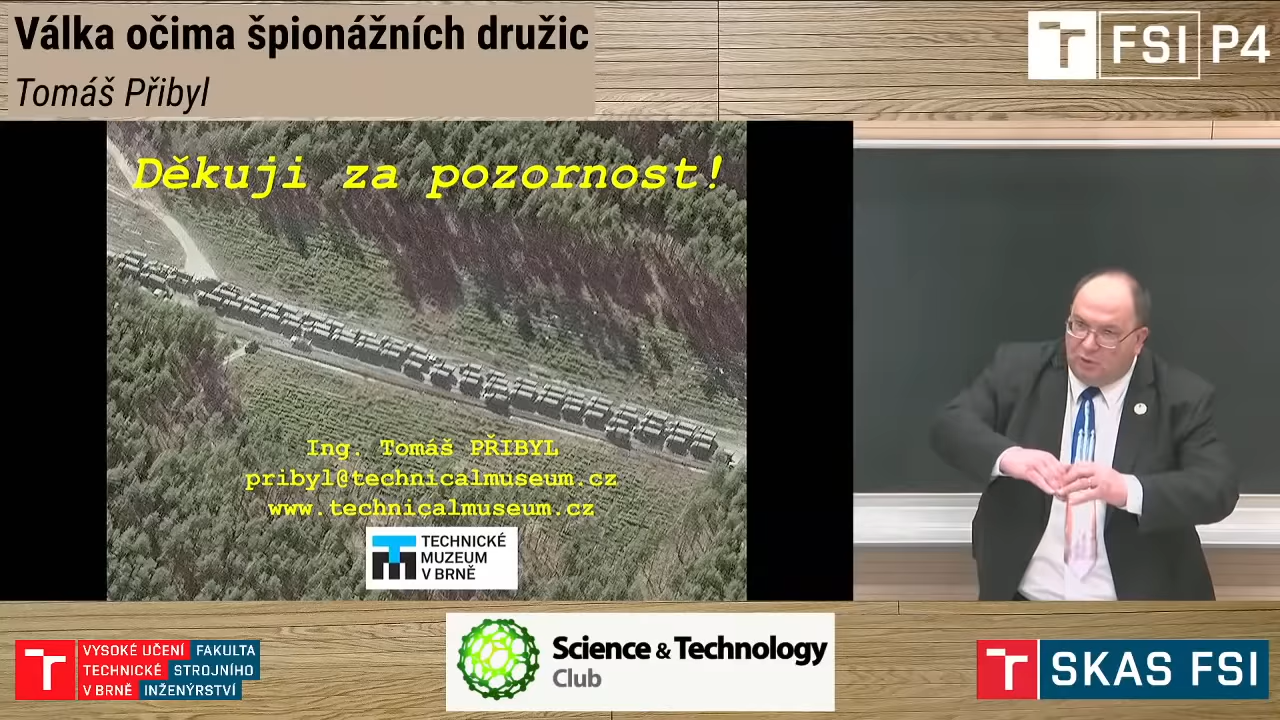 Válka očima špionážních družic
Tomáš Přibyl
FSI P4
Děkuji za pozornost!
Ing. Tomáš PŘIBYL
pribyl@technicalmuseum.cz
www.technicalmuseum.cz
TECHNICKÉ
MUZEUM
V BRNĚ
VYSOKÉ UČENÍ FAKULTA
TECHNICKÉ STROJNÍHO
V BRNĚ INŽENÝRSTVÍ
Science & Technology
Club
SKAS FSI